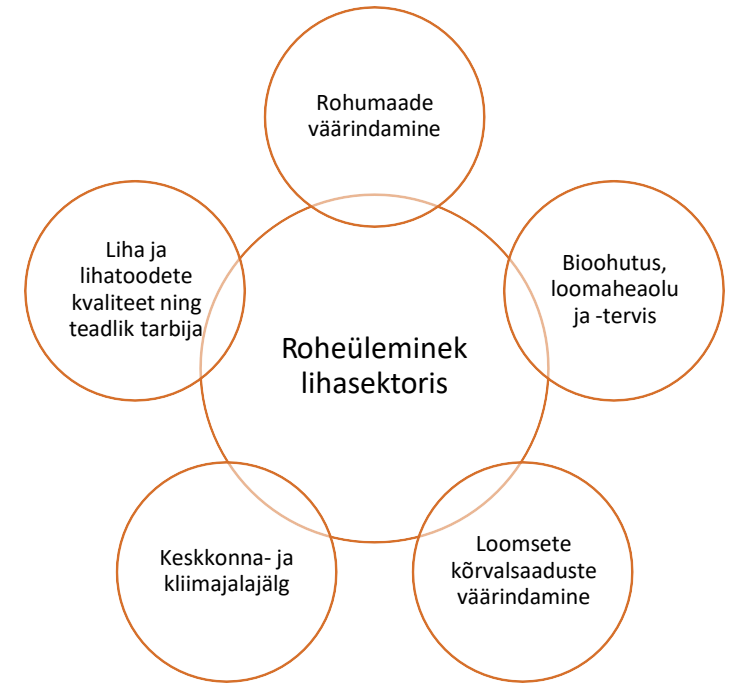 Rohumaade
väärindamine
Liha ja
lihatoodete
kvaliteet ning
teadlik tarbija
Bioohutus,
loomaheaolu
ja -tervis
Roheüleminek
lihasektoris
Keskkonna- ja
kliimajalajälg
Loomsete
kõrvalsaaduste
väärindamine